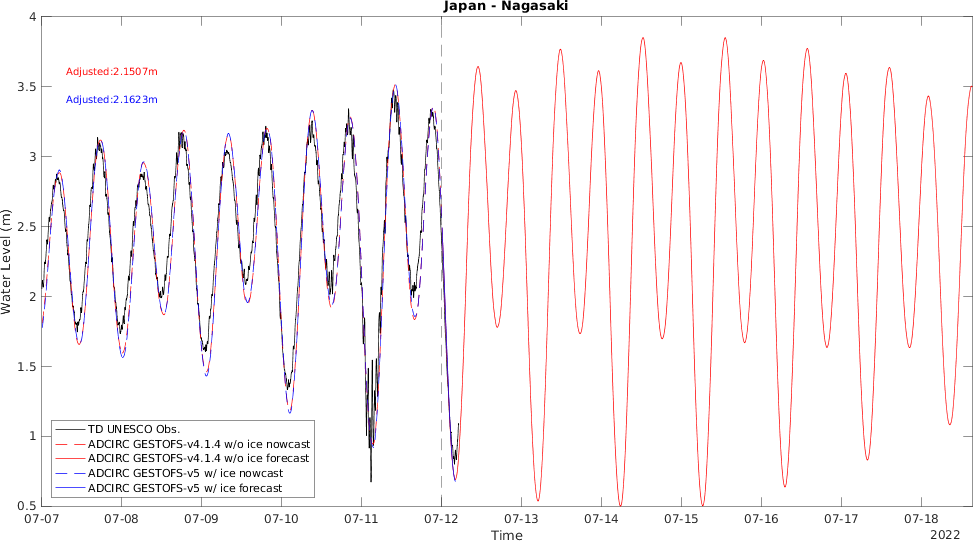 Japan - Nagasaki
4
3.5
3
2.5
2
1.5
1
0.5
Water Level (m)
Adjusted:2.1507m
Adjusted:2.1623m
TD UNESCO Obs.
ADCIRC GESTOFS-v4.1.4 w/o ice nowcast
ADCIRC GESTOFS-v4.1.4 w/o ice forecast
ADCIRC GESTOFS-v5 w/ ice nowcast
ADCIRC GESTOFS-v5 w/ ice forecast
07-07 07-08 07-09 07-10 07-11 07-12 07-13 07-14 07-15 07-16 07-17 07-18
Time
2022